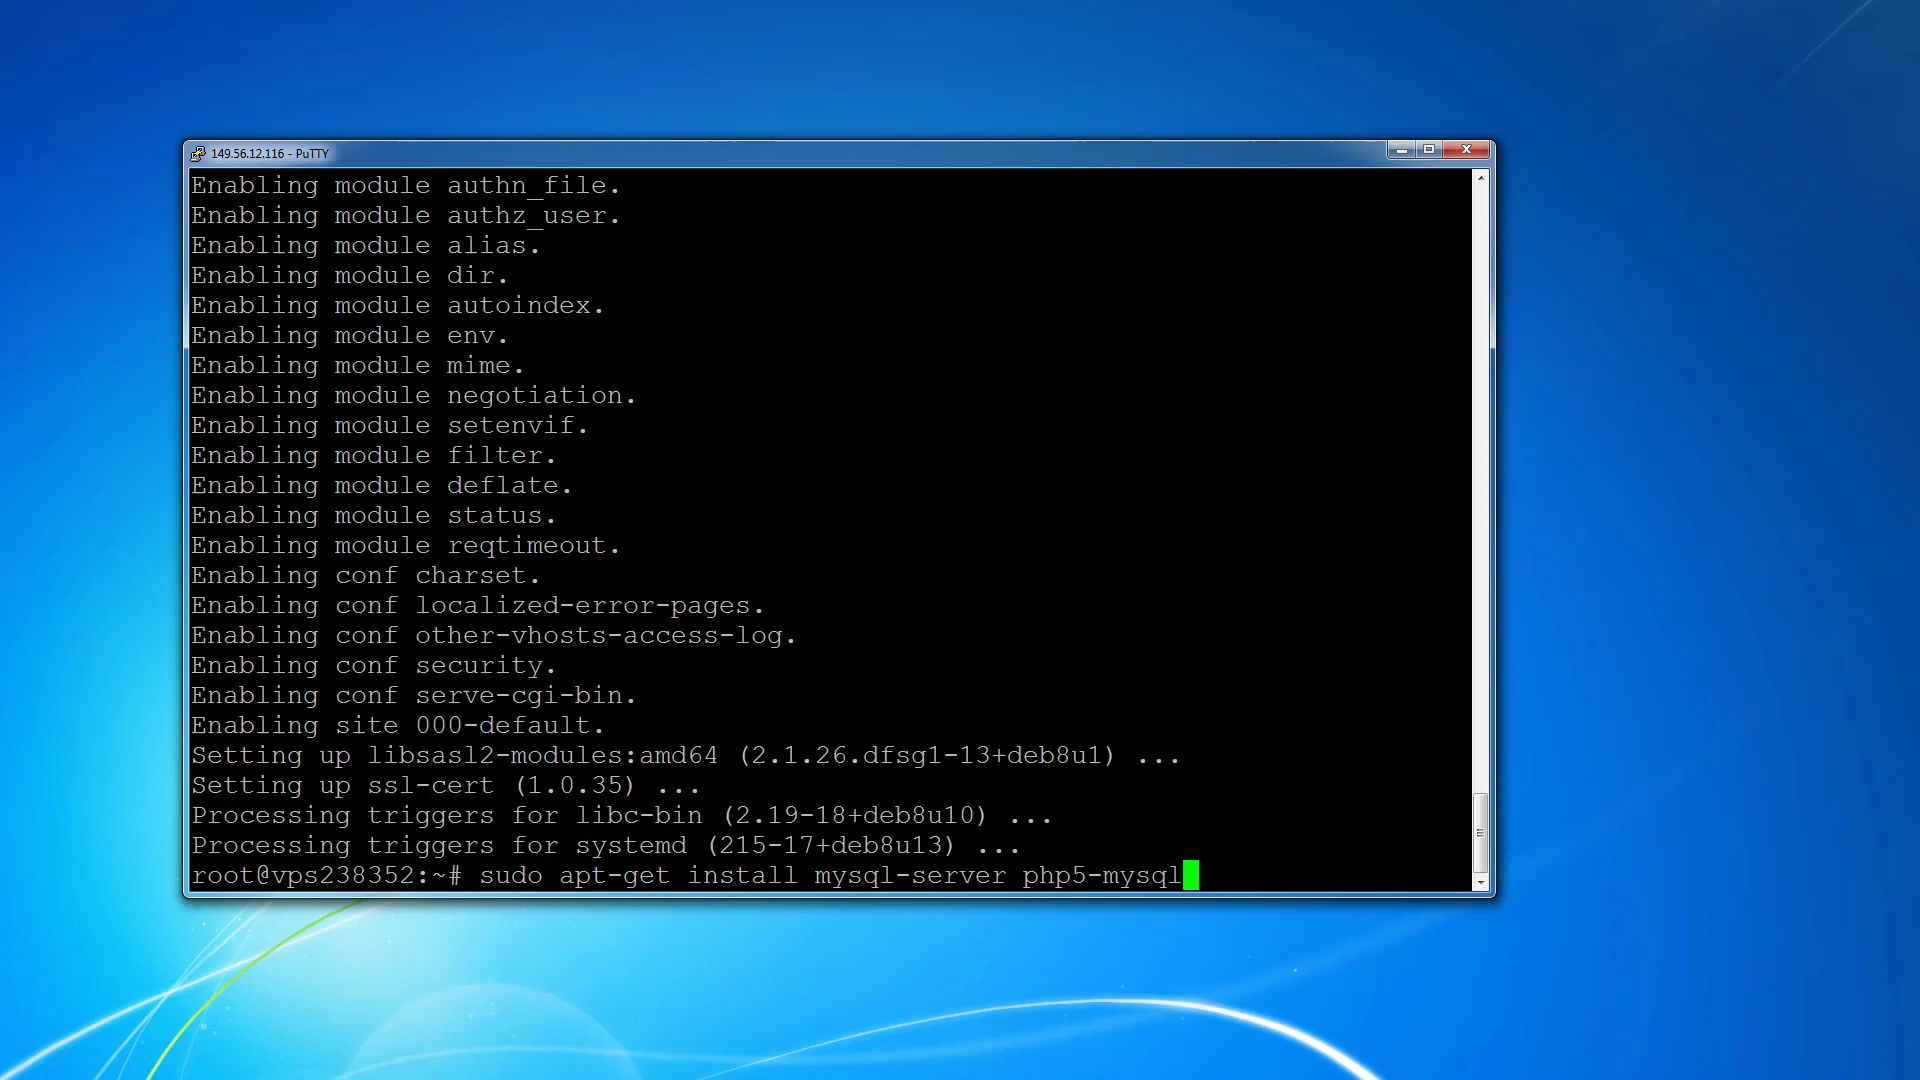 149.56.12.116 - PuTTY
Enabling module authn_file.
Enabling module authz_user.
Enabling module alias.
Enabling module dir.
Enabling module autoindex.
Enabling module env.
Enabling module mime.
Enabling module negotiation.
Enabling module setenvif.
Enabling module filter.
Enabling module deflate.
Enabling module status.
Enabling module reqtimeout.
Enabling conf charset.
Enabling conf localized-error-pages.
Enabling conf other-vhosts-access-log.
Enabling conf security.
Enabling conf serve-cgi-bin.
Enabling site 000-default.
Setting up libsasl2-modules:amd64 (2.1.26.dfsg1-13+deb8u1) ...
Setting up ssl-cert (1.0.35) ...
Processing triggers for libc-bin (2.19-18+deb8u10) ...
Processing triggers for systemd (215-17+deb8u13) ...
root@vps238352:~# sudo apt-get install mysql-server php5-mysql